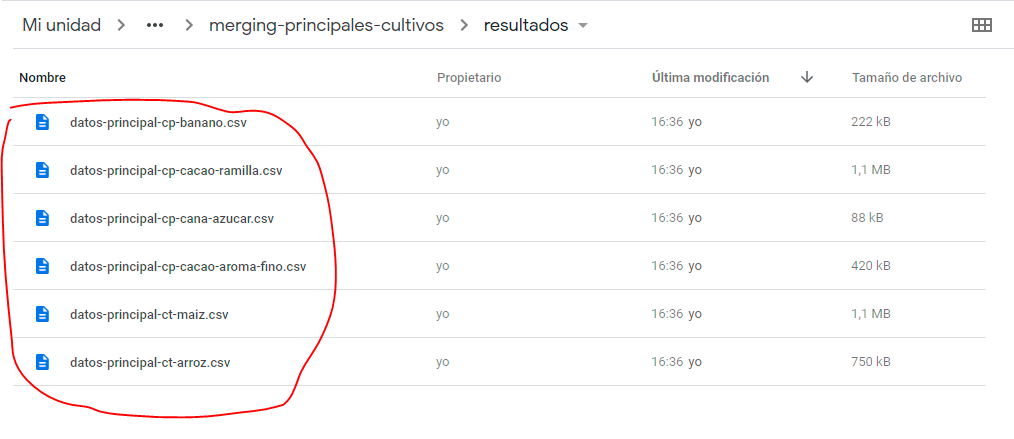 Mi unidad > ••• > merging-principales-cultivos > resultados
Nombre Propietario Última modificación Tamaño de archivo
datos-principal-cp-banano.csv yo 16:36 yo 222 kB
datos-principal-cp-cacao-ramilla.csv yo 16:36 yo 1,1 MB
datos-principal-cp-cana-azucar.csv yo 16:36 yo 88 kB
datos-principal-cp-cacao-aroma-fino.csv yo 16:36 yo 420 kB
datos-principal-ct-maiz.csv yo 16:36 yo 1,1 MB
datos-principal-ct-arroz.csv yo 16:36 yo 750 kB